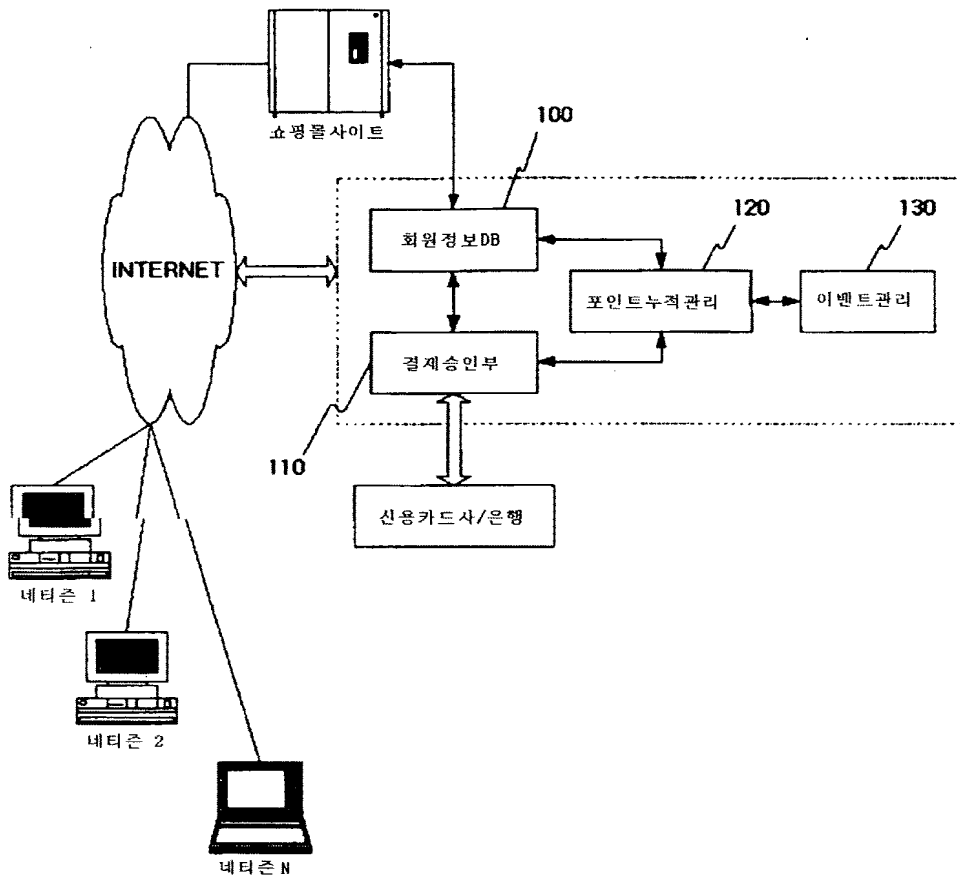 쇼핑몰사이트
100
120
130
회원정보DB
INTERNET
포인트누적관리
이벤트관리
결제승인부
110
신용카드사/은행
네티즌 1
네티즌 2
네티즌 N